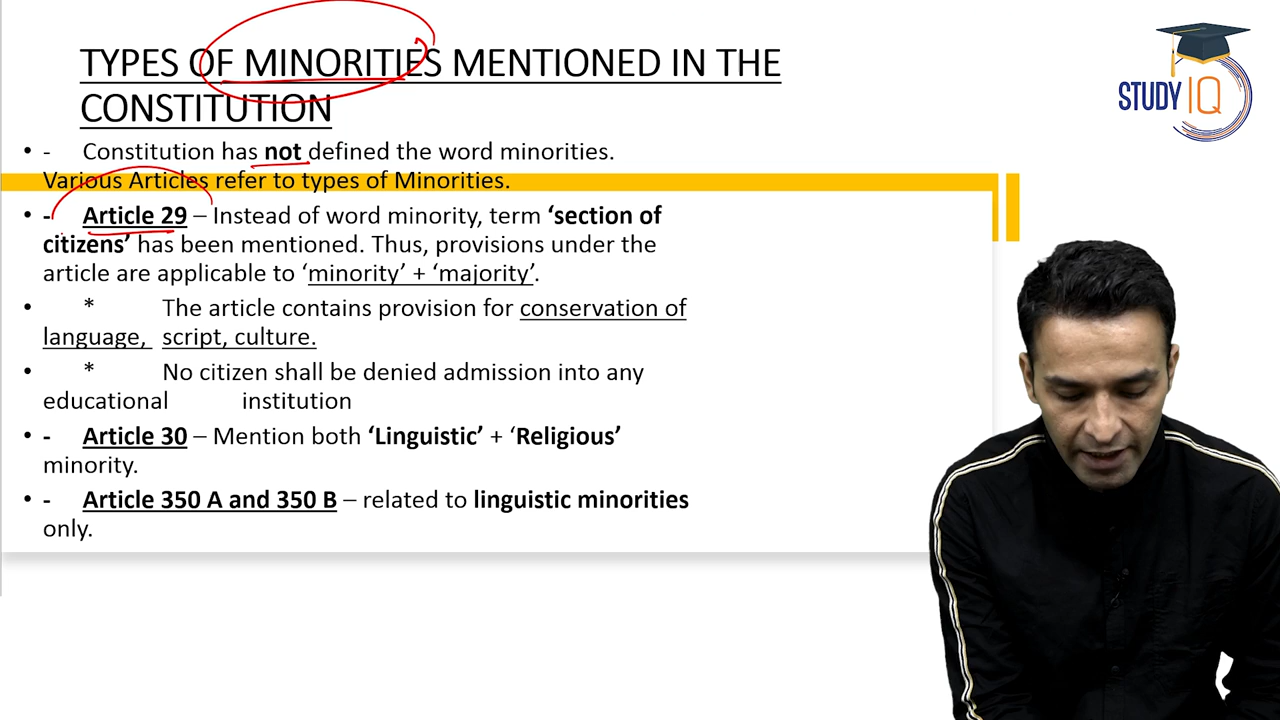 TYPES OF MINORITIES MENTIONED IN THE
CONSTITUTION
STUDY IQ
• - Constitution has not defined the word minorities.
Various Articles refer to types of Minorities.
• - Article 29 – Instead of word minority, term ‘section of
citizens’ has been mentioned. Thus, provisions under the
article are applicable to ‘minority’ + ‘majority’.
• * The article contains provision for conservation of
language, script, culture.
• * No citizen shall be denied admission into any
educational institution
• - Article 30 – Mention both ‘Linguistic’ + ‘Religious’
minority.
• - Article 350 A and 350 B – related to linguistic minorities
only.